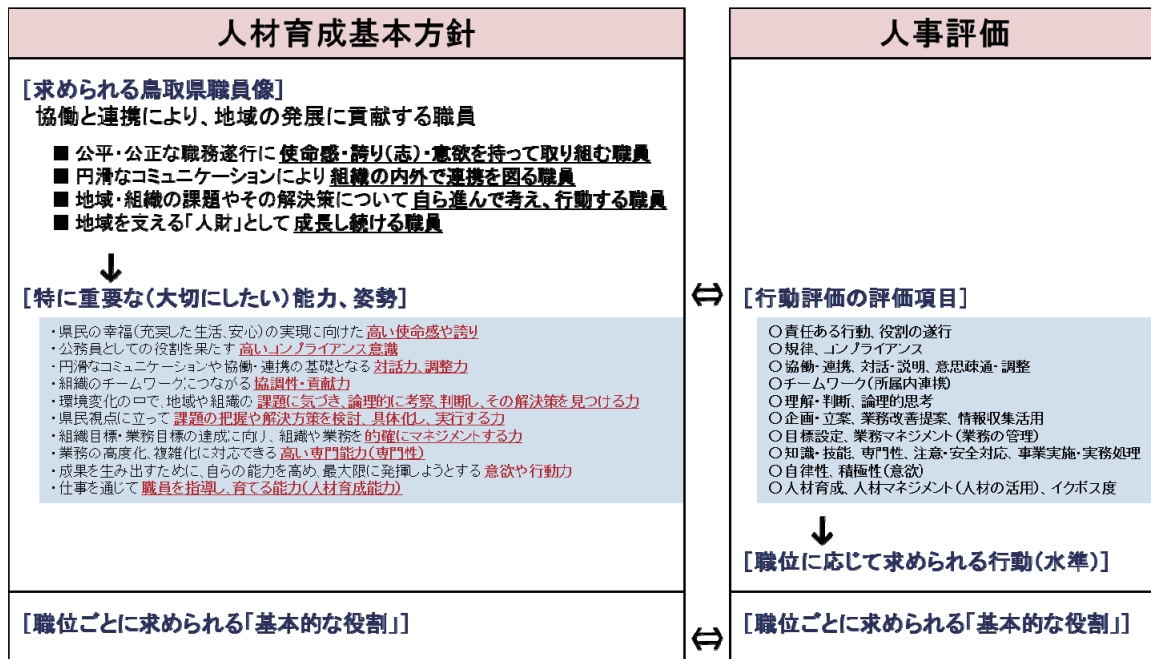 人材育成基本方針
[求められる鳥取県職員像]
協働と連携により、地域の発展に貢献する職員
■ 公平・公正な職務遂行に 使命感・誇り(志)・意欲を持って取り組む職員
■ 円滑なコミュニケーションにより 組織の内外で連携を図る職員
■ 地域・組織の課題やその解決策について 自ら進んで考え、行動する職員
■ 地域を支える「人財」として 成長し続ける職員
↓
[特に重要な(大切にしたい)能力、姿勢]
・県民の幸福(充実した生活、安心)の実現に向けた 高い使命感や誇り
・公務員としての役割を果たす 高いコンプライアンス意識
・円滑なコミュニケーションや協働・連携の基礎となる 対話力、調整力
・組織のチームワークにつながる 協調性・貢献力
・環境変化の中で、地域や組織の 課題に気づき、論理的に考察、判断し、その解決策を見つける力
・県民視点に立って 課題の把握や解決方策を検討、具体化し、実行する力
・組織目標・業務目標の達成に向け、組織や業務を的確にマネジメントする力
・業務の高度化、複雑化に対応できる 高い専門能力(専門性)
・成果を生み出すために、自らの能力を高め、最大限に発揮しようとする 意欲や行動力
・仕事を通じて 職員を指導し、育てる能力(人材育成能力)
[職位ごとに求められる「基本的な役割」]
⇔
⇔
人事評価
[行動評価の評価項目]
○責任ある行動、役割の遂行
○規律、コンプライアンス
○協働・連携、対話・説明、意思疎通・調整
○チームワーク(所属内連携)
○理解・判断、論理的思考
○企画・立案、業務改善提案、情報収集活用
○目標設定、業務マネジメント(業務の管理)
○知識・技能、専門性、注意・安全対応、事業実施・実務処理
○自律性、積極性(意欲)
○人材育成、人材マネジメント(人材の活用)、イクボス度
↓
[職位に応じて求められる行動(水準)]
[職位ごとに求められる「基本的な役割」]